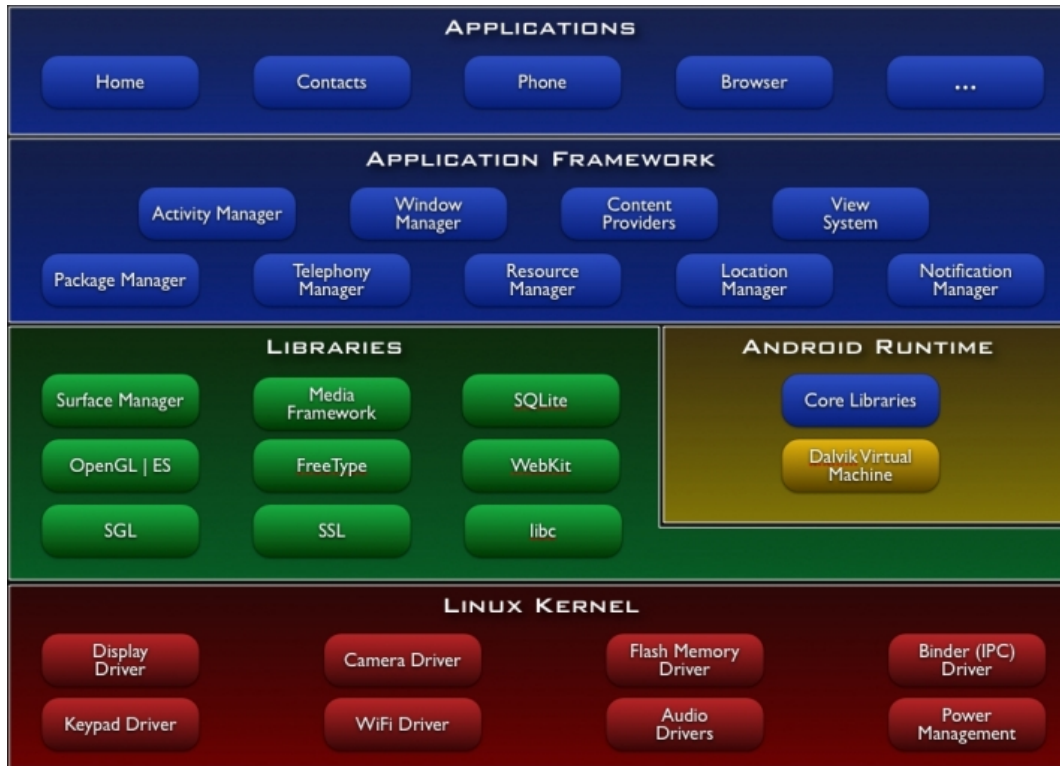 APPLICATIONS
Home
Contacts
Phone
Browser
...
APPLICATION FRAMEWORK
Activity Manager
Window
Manager
Content
Providers
View
System
Package Manager
Telephony
Manager
Resource
Manager
Location
Manager
Notification
Manager
LIBRARIES
Surface Manager
Media
Framework
SQLite
OpenGL | ES
FreeType
WebKit
SGL
SSL
libc
ANDROID RUNTIME
Core Libraries
Dalvik Virtual
Machine
LINUX KERNEL
Display
Driver
Camera Driver
Flash Memory
Driver
Binder (IPC)
Driver
Keypad Driver
WiFi Driver
Audio
Drivers
Power
Management